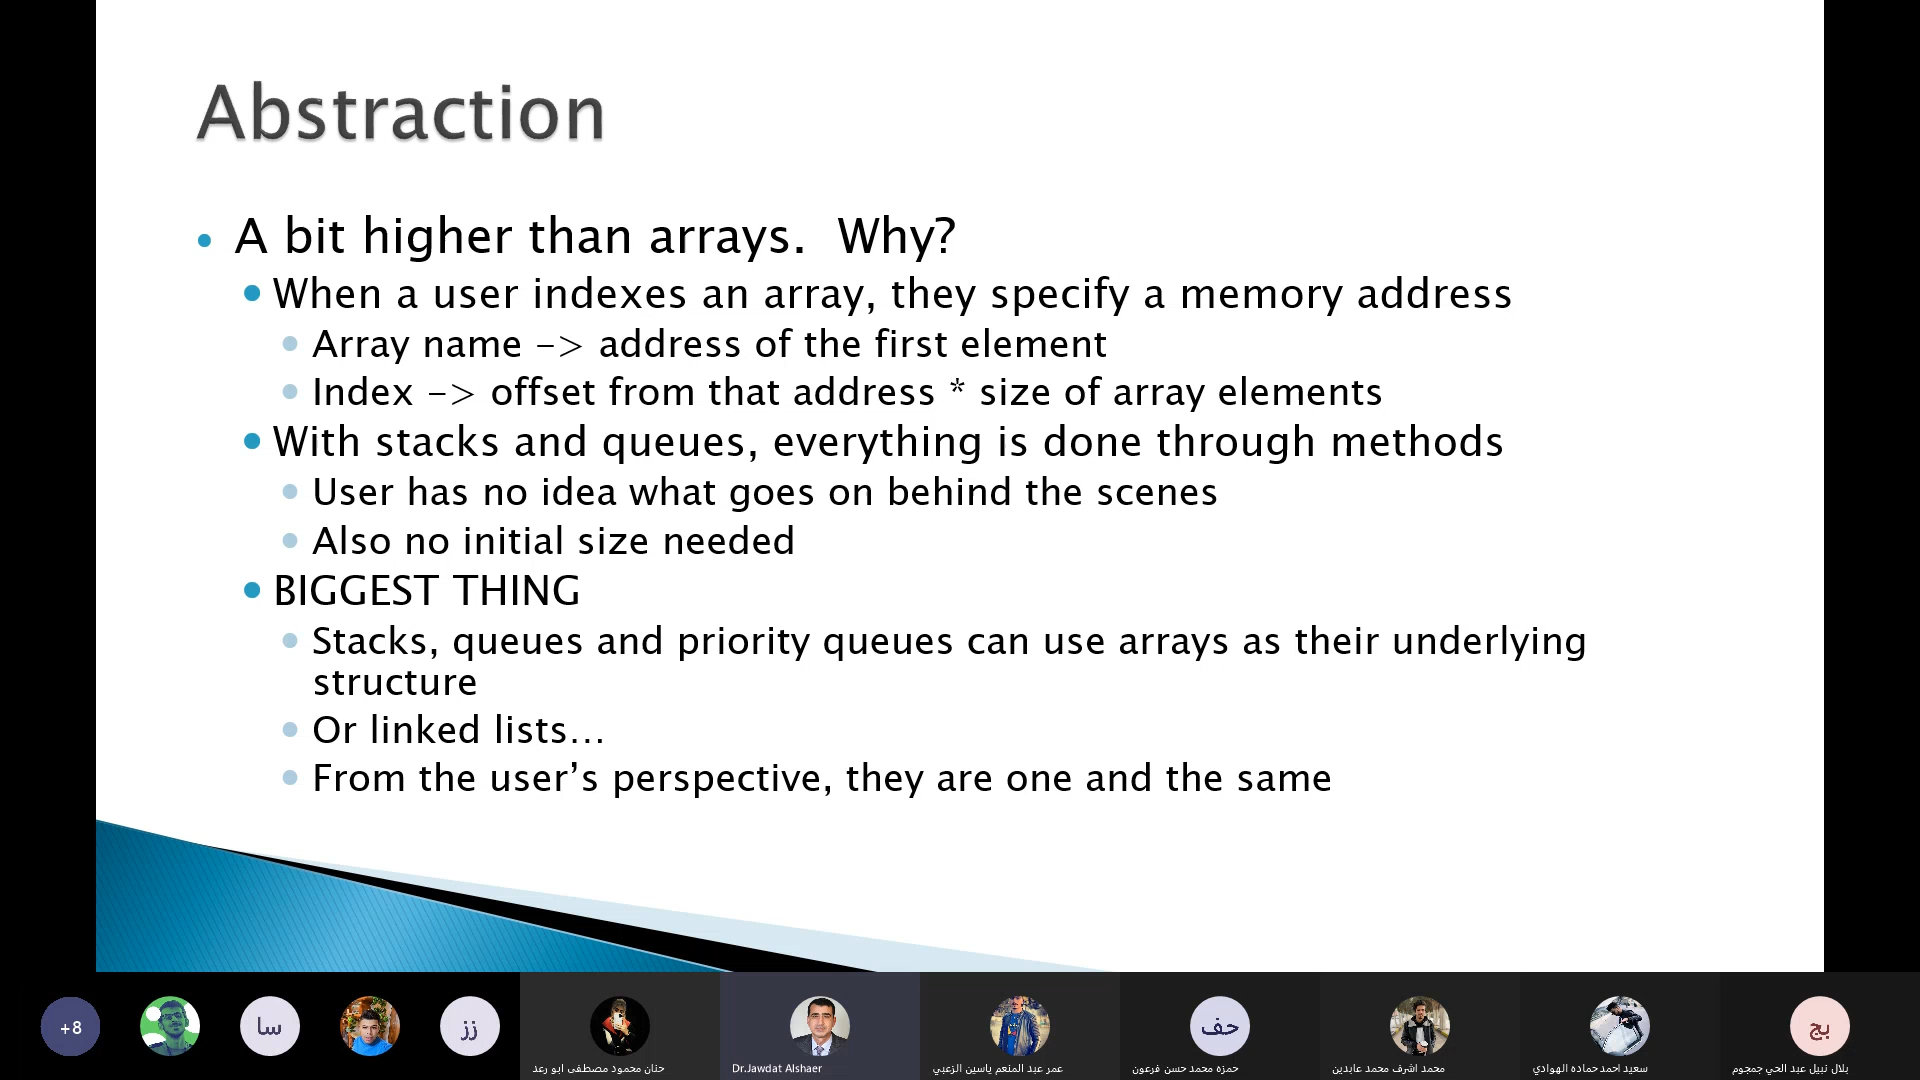 Abstraction
A bit higher than arrays.  Why?
When a user indexes an array, they specify a memory address
Array name -> address of the first element
Index -> offset from that address * size of array elements
With stacks and queues, everything is done through methods
User has no idea what goes on behind the scenes
Also no initial size needed
BIGGEST THING
Stacks, queues and priority queues can use arrays as their underlying
structure
Or linked lists...
From the user’s perspective, they are one and the same
+8
سا
زز
حف
بج
حنان محمود مصطفى ابو رعد
Dr.Jawdat Alshaer
عمر عبد المنعم ياسين الزعبي
حمزه محمد حسن فرعون
محمد اشرف محمد عابدين
سعيد احمد حماده الهوادي
بلال نبيل عبد الحي جمجوم